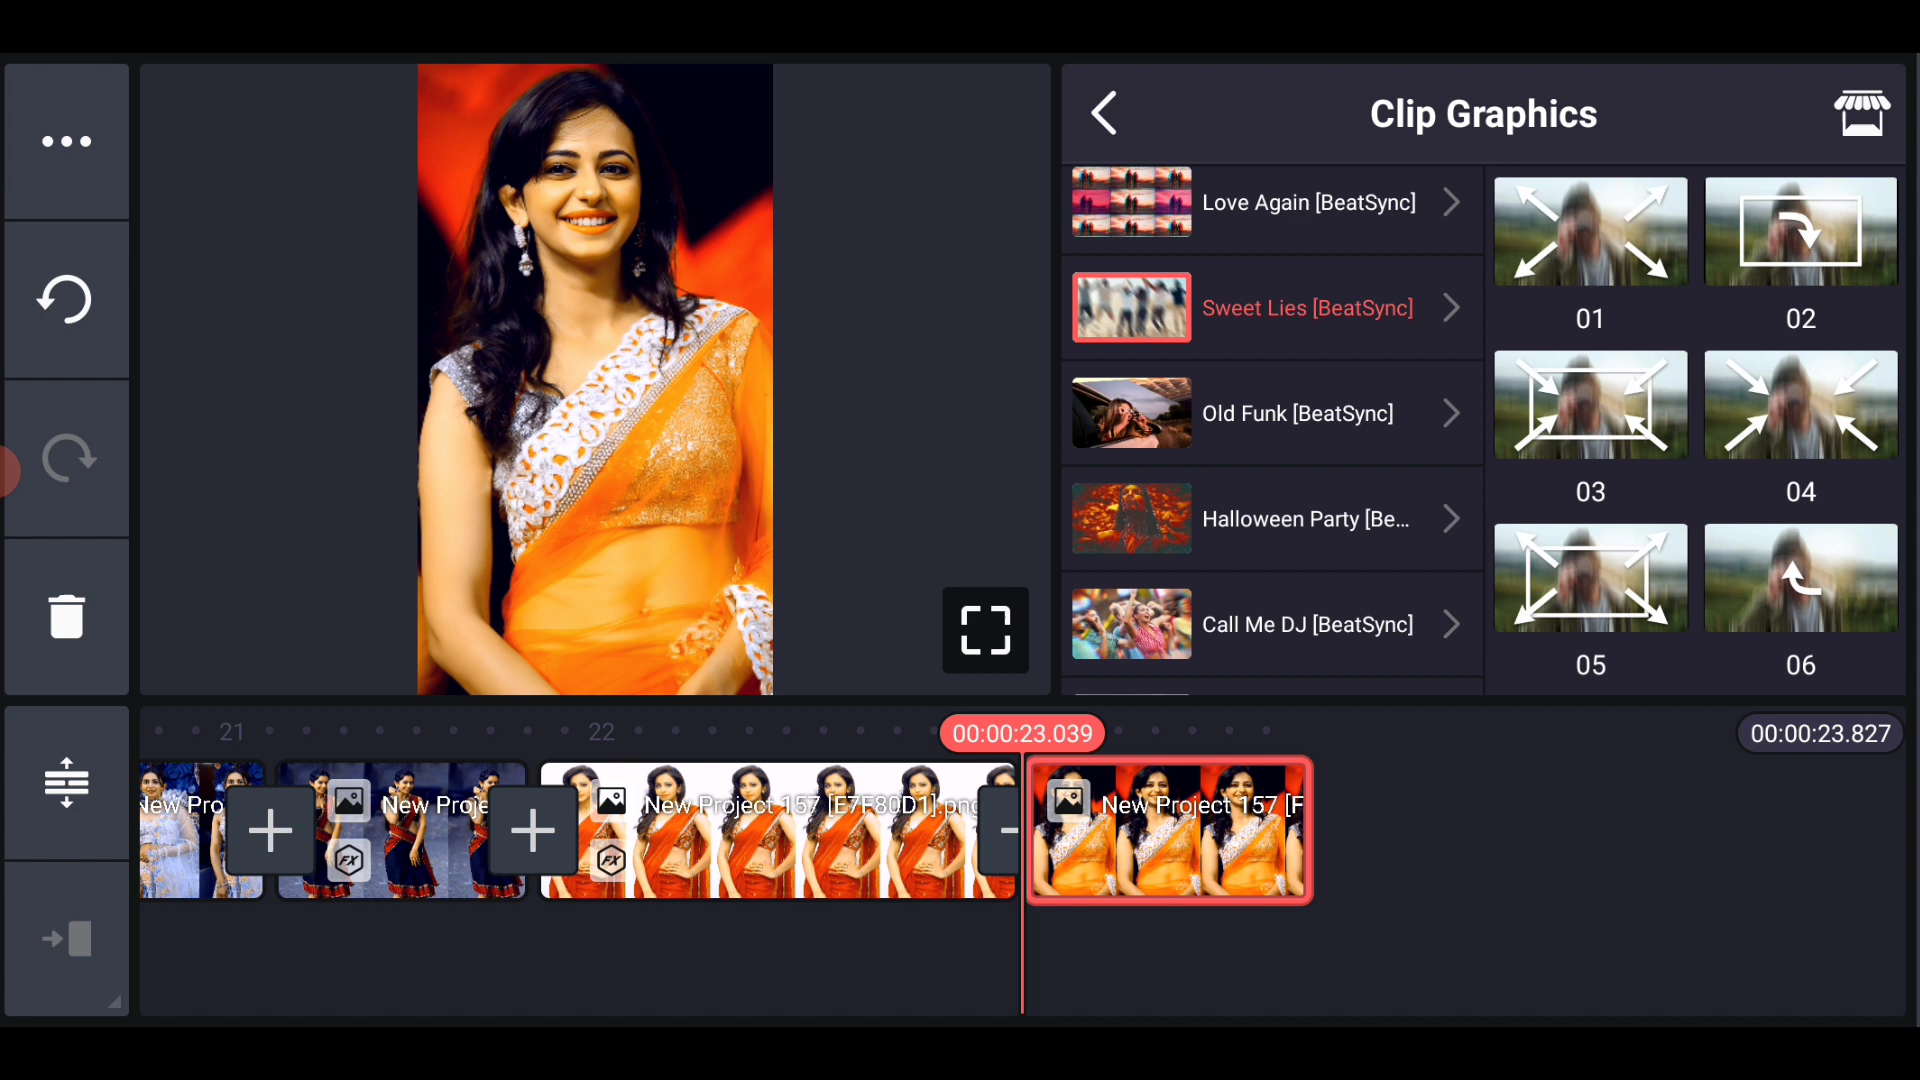 Clip Graphics
Love Again [BeatSync]
Sweet Lies [BeatSync]
Old Funk [BeatSync]
Halloween Party [Be...
Call Me DJ [BeatSync]
01
02
03
04
05
06
21
22
00:00:23.039
00:00:23.827
New Pro
New Proje
New Project 157 [E7F80D1].png
New Project 157 [F
FX
FX